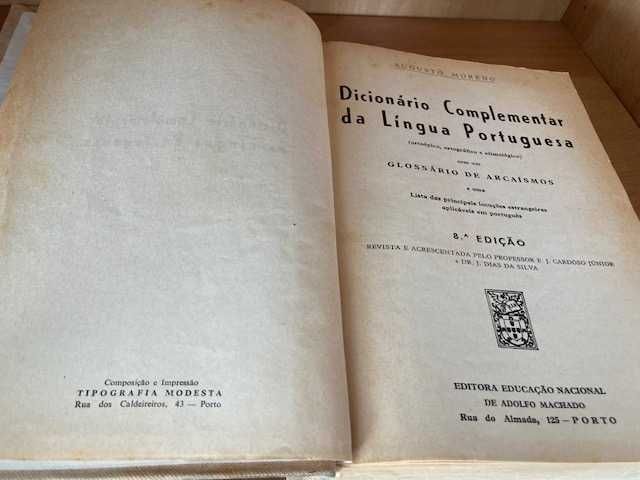 Composição e Impressão
TIPOGRAFIA MODESTA
Rua dos Caldeireiros, 43 — Porto
AUGUSTO MORENO
Dicionário Complementar
da Língua Portuguesa
(ortoépico, ortográfico e etimológico)
com um
GLOSSÁRIO DE ARCAÍSMOS
e uma
Lista das principais locuções estrangeiras
aplicáveis em português
8.ª EDIÇÃO
REVISTA E ACRESCENTADA PELO PROFESSOR F. J. CARDOSO JÚNIOR
e DR. J. DIAS DA SILVA
EDITORA EDUCAÇÃO NACIONAL
DE ADOLFO MACHADO
Rua do Almada, 125 — PORTO